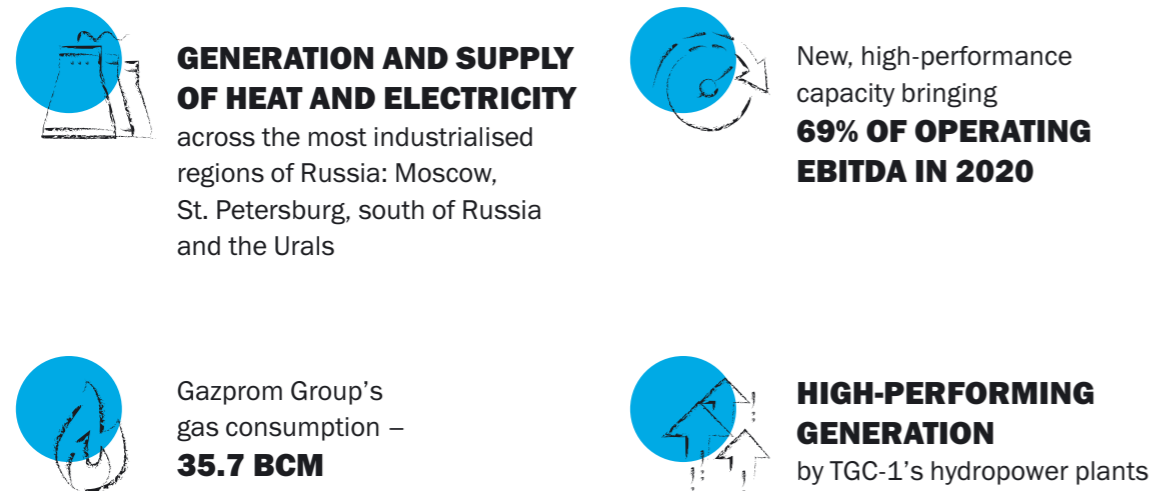 GENERATION AND SUPPLY
OF HEAT AND ELECTRICITY
across the most industrialised
regions of Russia: Moscow,
St. Petersburg, south of Russia
and the Urals
New, high-performance
capacity bringing
69% OF OPERATING
EBITDA IN 2020
Gazprom Group’s
gas consumption –
35.7 BCM
HIGH-PERFORMING
GENERATION
by TGC-1’s hydropower plants